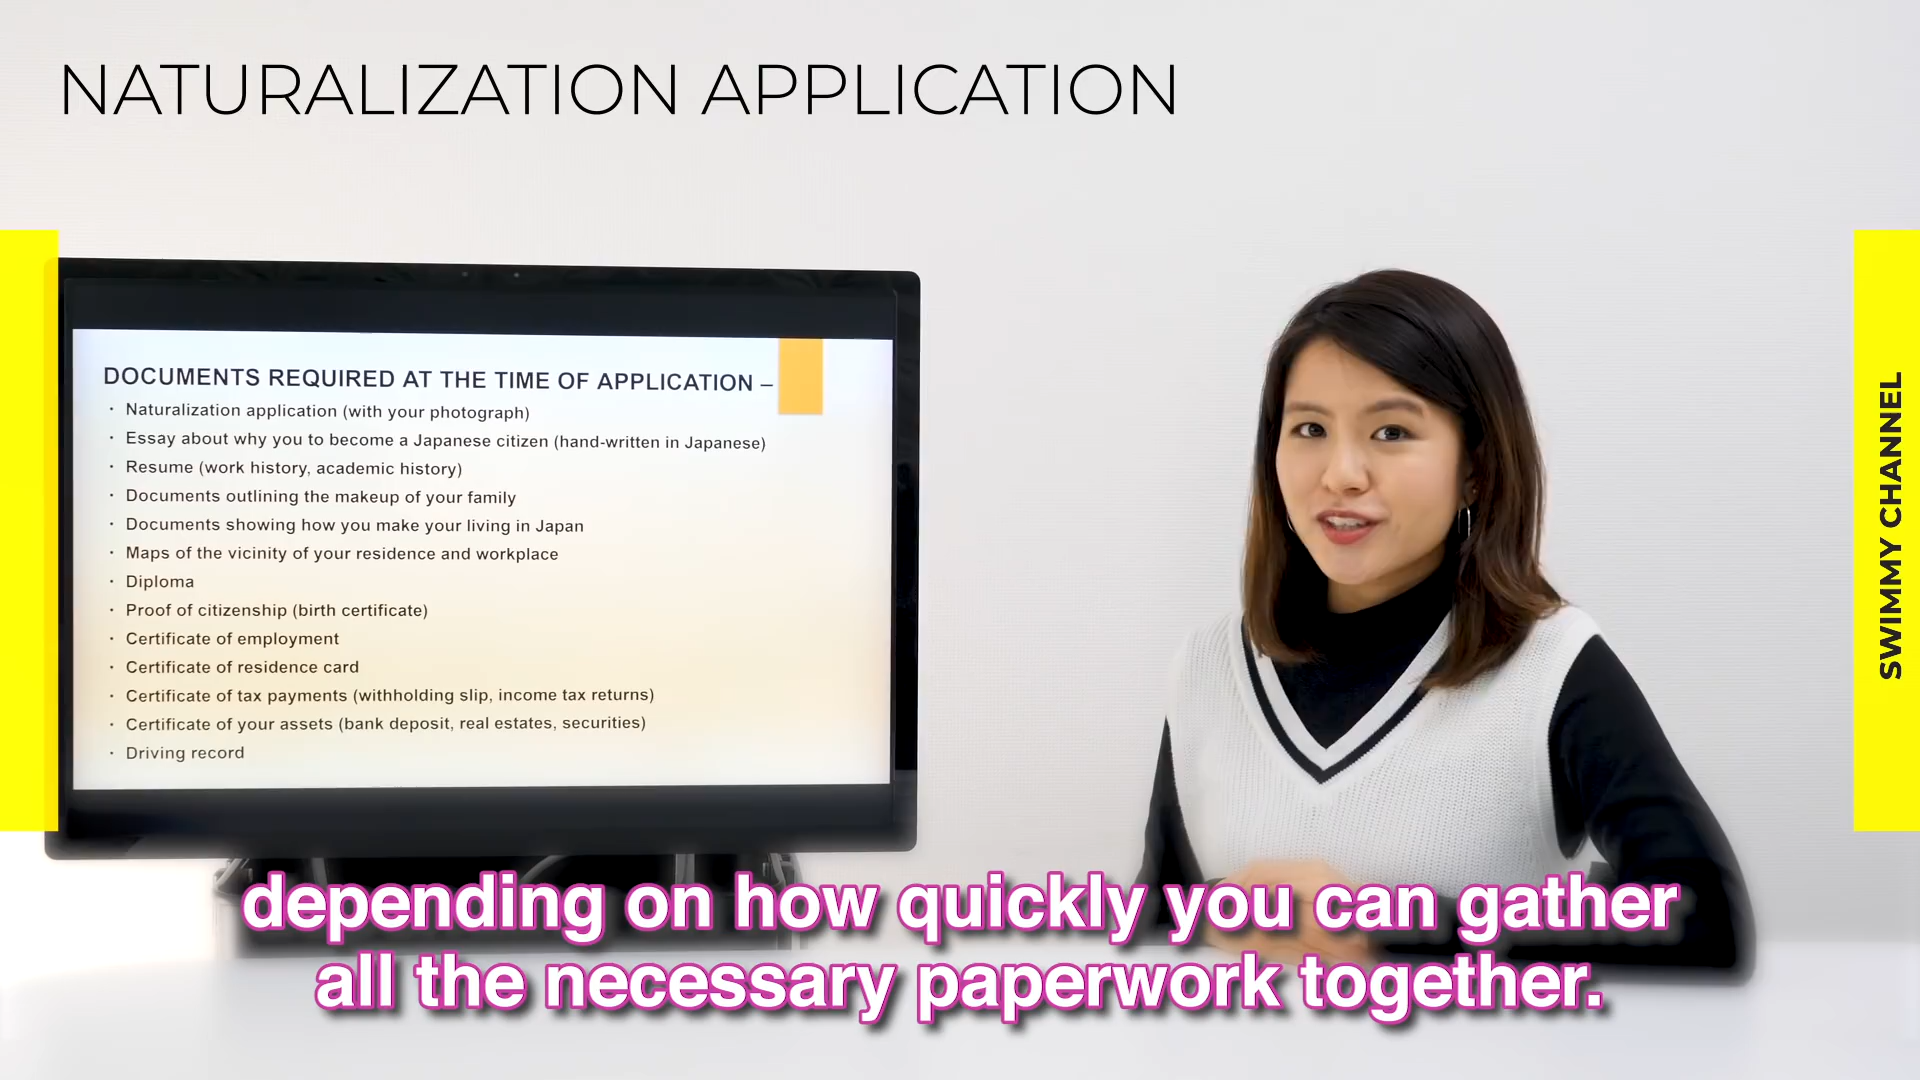 NATURALIZATION APPLICATION
DOCUMENTS REQUIRED AT THE TIME OF APPLICATION –
· Naturalization application (with your photograph)
· Essay about why you to become a Japanese citizen (hand-written in Japanese)
· Resume (work history, academic history)
· Documents outlining the makeup of your family
· Documents showing how you make your living in Japan
· Maps of the vicinity of your residence and workplace
· Diploma
· Proof of citizenship (birth certificate)
· Certificate of employment
· Certificate of residence card
· Certificate of tax payments (withholding slip, income tax returns)
· Certificate of your assets (bank deposit, real estates, securities)
· Driving record
SWIMMY CHANNEL
depending on how quickly you can gather
all the necessary paperwork together.